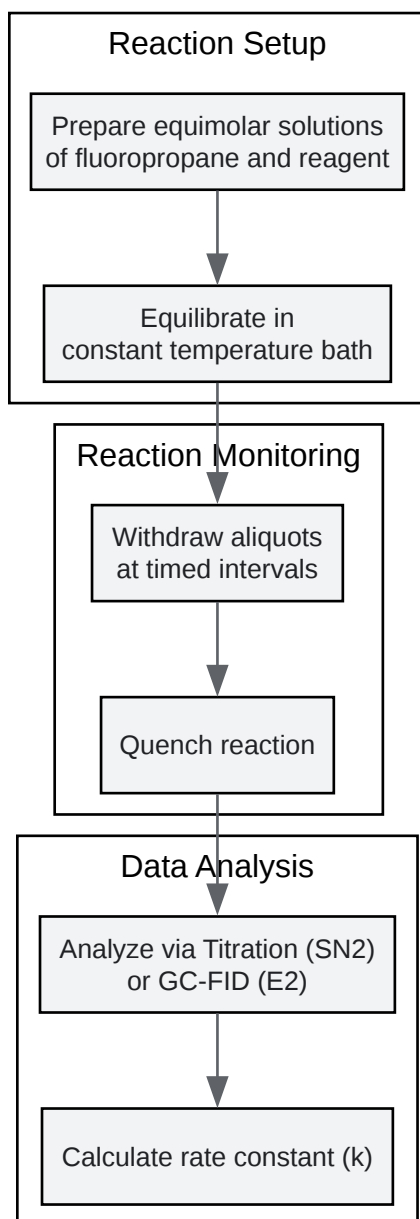 Reaction Setup
Prepare equimolar solutions
of fluoropropane and reagent
Equilibrate in
constant temperature bath
Reaction Monitoring
Withdraw aliquots
at timed intervals
Quench reaction
Data Analysis
Analyze via Titration (SN2)
or GC-FID (E2)
Calculate rate constant (k)